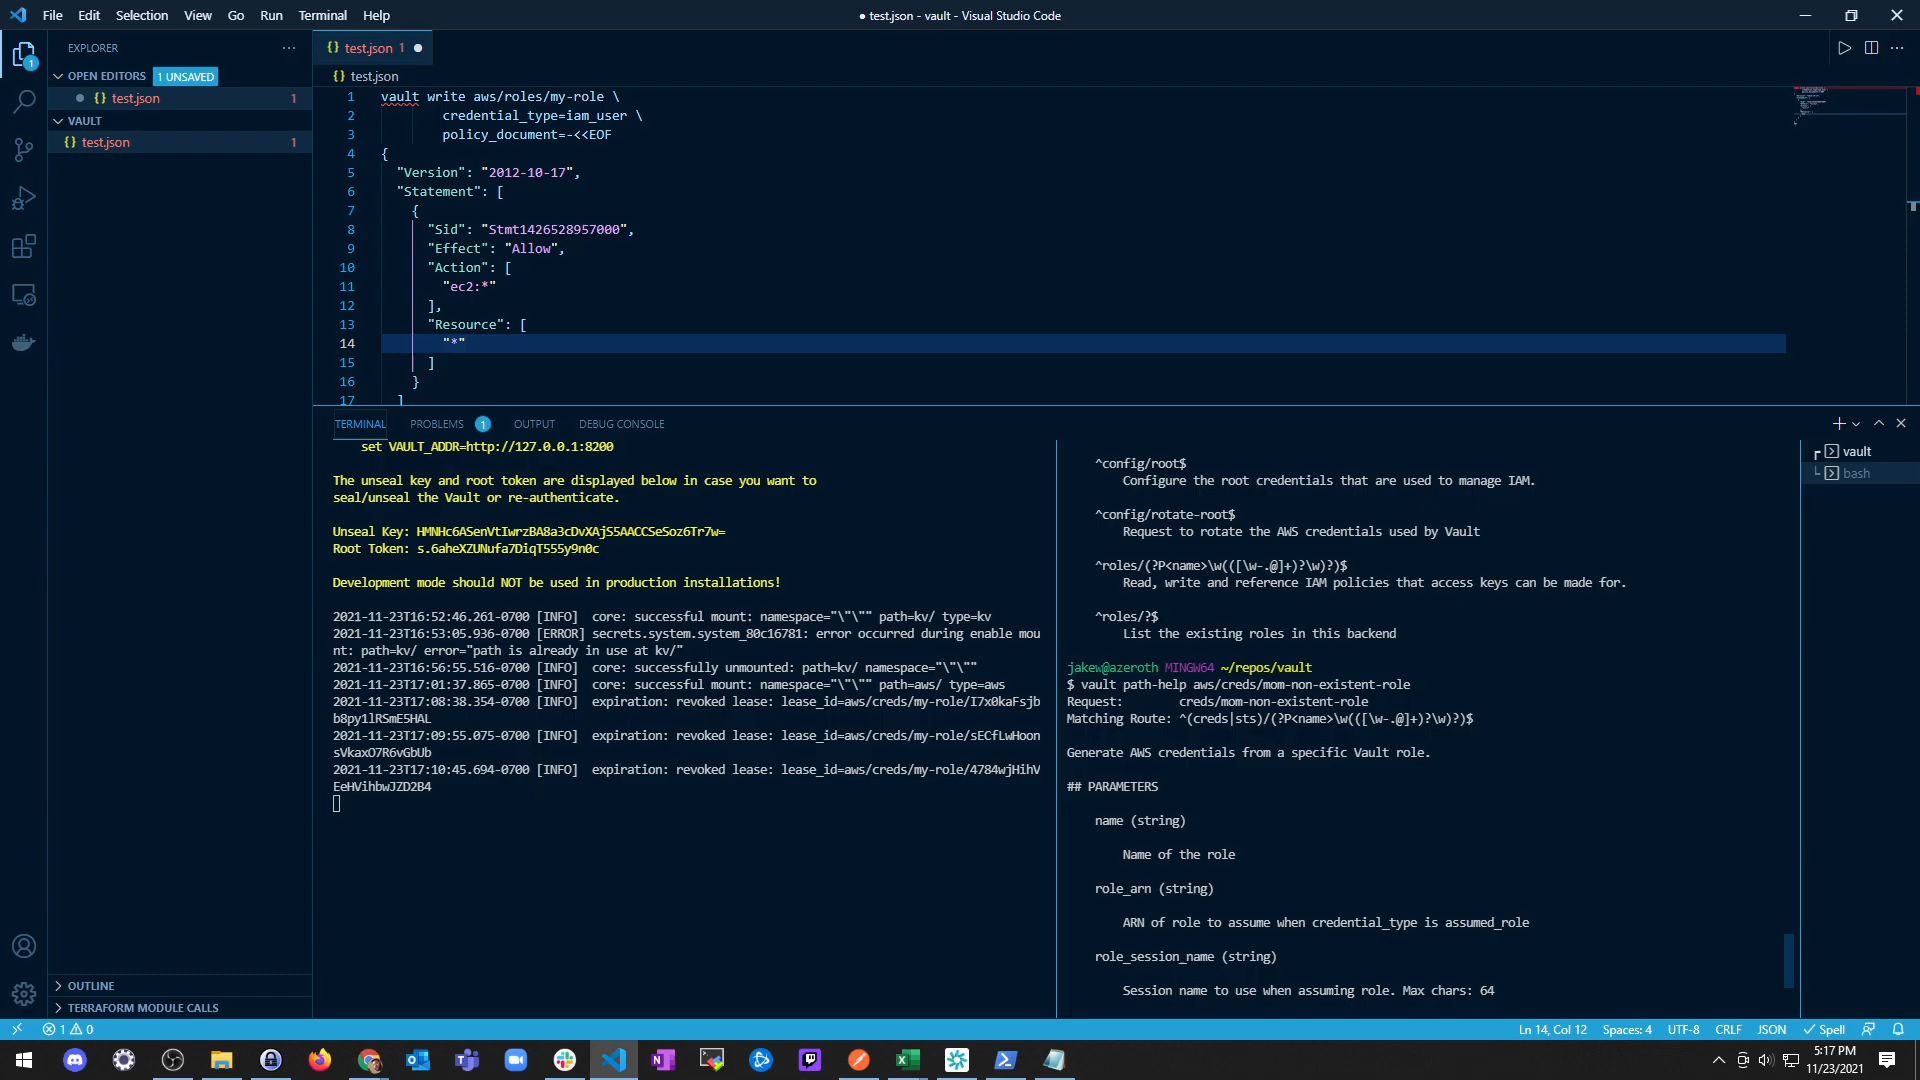 File Edit Selection View Go Run Terminal Help
● test.json - vault - Visual Studio Code
EXPLORER
OPEN EDITORS 1 UNSAVED
{} test.json 1
VAULT
{} test.json 1
OUTLINE
TERRAFORM MODULE CALLS
{} test.json 1 ●
{} test.json
1 vault write aws/roles/my-role \
2 credential_type=iam_user \
3 policy_document=-<<EOF
4 {
5 "Version": "2012-10-17",
6 "Statement": [
7 {
8 "Sid": "Stmt1426528957000",
9 "Effect": "Allow",
10 "Action": [
11 "ec2:*"
12 ],
13 "Resource": [
14 "*"
15 ]
16 }
17 ]
TERMINAL PROBLEMS 1 OUTPUT DEBUG CONSOLE
set VAULT_ADDR=http://127.0.0.1:8200
The unseal key and root token are displayed below in case you want to
seal/unseal the Vault or re-authenticate.
Unseal Key: HMNHc6ASenVtIwrzBA8a3cDvXAjS5AACCSeSoz6Tr7w=
Root Token: s.6aheXZUNufa7DiqT555y9n0c
Development mode should NOT be used in production installations!
2021-11-23T16:52:46.261-0700 [INFO]  core: successful mount: namespace="\"\"" path=kv/ type=kv
2021-11-23T16:53:05.936-0700 [ERROR] secrets.system.system_80c16781: error occurred during enable mou
nt: path=kv/ error="path is already in use at kv/"
2021-11-23T16:56:55.516-0700 [INFO]  core: successfully unmounted: path=kv/ namespace="\"\""
2021-11-23T17:01:37.865-0700 [INFO]  core: successful mount: namespace="\"\"" path=aws/ type=aws
2021-11-23T17:08:38.354-0700 [INFO]  expiration: revoked lease: lease_id=aws/creds/my-role/I7x0kaFsjb
b8py1lRSmE5HAL
2021-11-23T17:09:55.075-0700 [INFO]  expiration: revoked lease: lease_id=aws/creds/my-role/sECfLwHoon
sVkaxO7R6vGbUb
2021-11-23T17:10:45.694-0700 [INFO]  expiration: revoked lease: lease_id=aws/creds/my-role/4784wjHihV
EeHVihbwJZD2B4
^config/root$
Configure the root credentials that are used to manage IAM.
^config/rotate-root$
Request to rotate the AWS credentials used by Vault
^roles/(?P<name>\w(([\w-.@]+)?\w)?)$
Read, write and reference IAM policies that access keys can be made for.
^roles/?$
List the existing roles in this backend
jakew@azeroth MINGW64 ~/repos/vault
$ vault path-help aws/creds/mom-non-existent-role
Request:        creds/mom-non-existent-role
Matching Route: ^(creds|sts)/(?P<name>\w(([\w-.@]+)?\w)?)$
Generate AWS credentials from a specific Vault role.
## PARAMETERS
name (string)
Name of the role
role_arn (string)
ARN of role to assume when credential_type is assumed_role
role_session_name (string)
Session name to use when assuming role. Max chars: 64
vault
bash
1 0
Ln 14, Col 12 Spaces: 4 UTF-8 CRLF JSON Spell
5:17 PM
11/23/2021